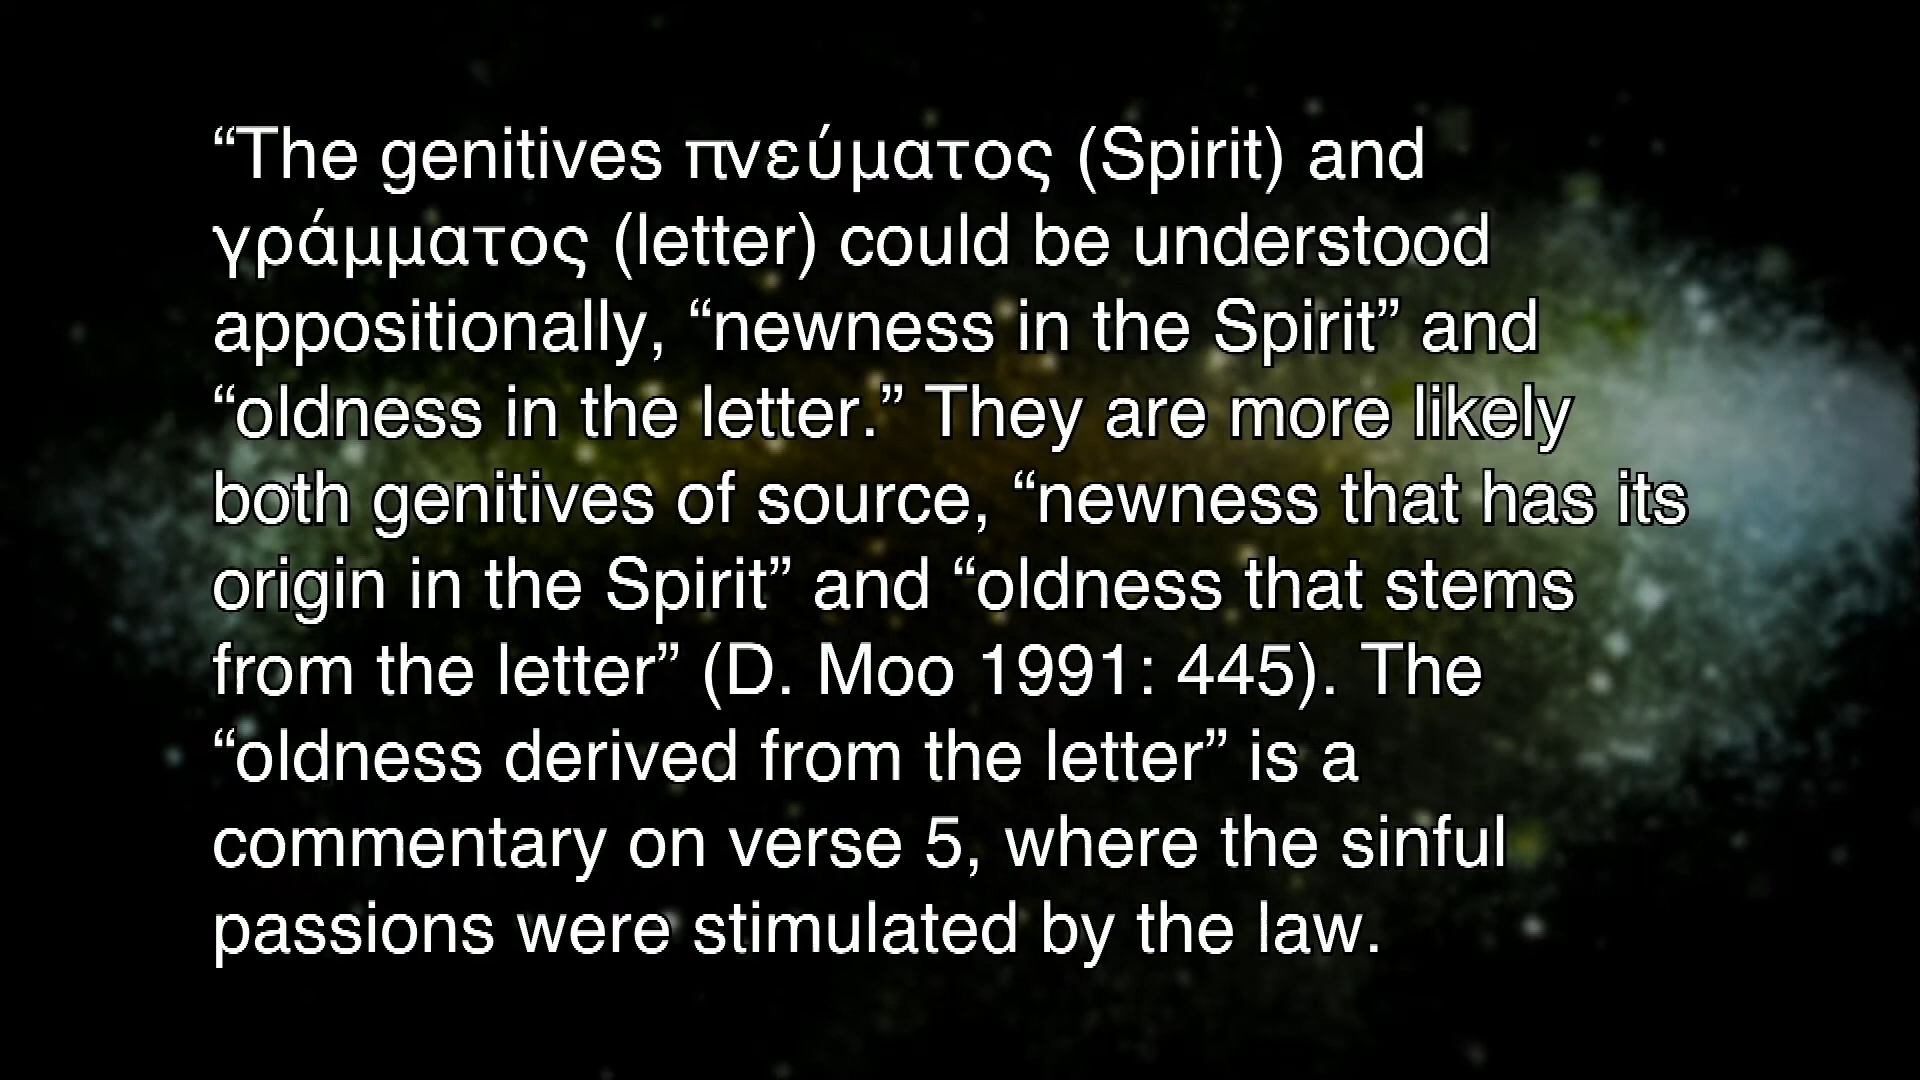 “The genitives πνεύματος (Spirit) and
γράμματος (letter) could be understood
appositionally, “newness in the Spirit” and
“oldness in the letter.” They are more likely
both genitives of source, “newness that has its
origin in the Spirit” and “oldness that stems
from the letter” (D. Moo 1991: 445). The
“oldness derived from the letter” is a
commentary on verse 5, where the sinful
passions were stimulated by the law.